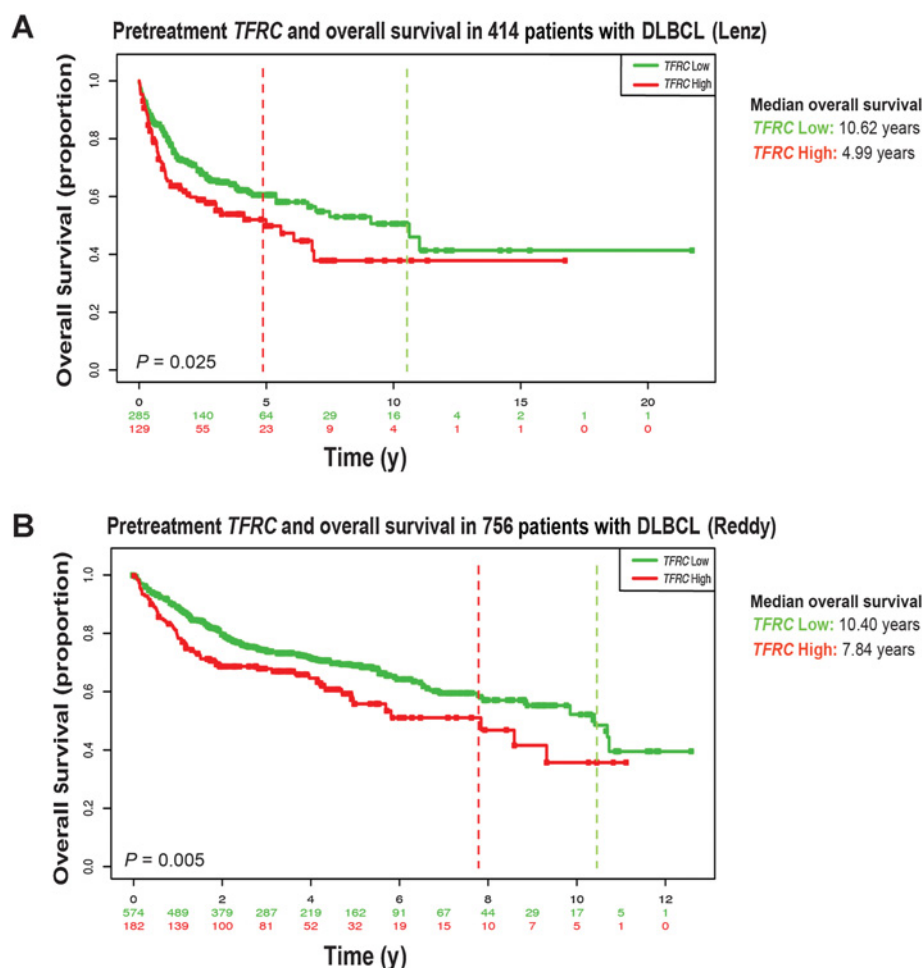 A
Pretreatment TFRC and overall survival in 414 patients with DLBCL (Lenz)
Overall Survival (proportion)
1.0
0.8
0.6
0.4
0.2
0.0
TFRC Low
TFRC High
P = 0.025
0 5 10 15 20
285 140 64 29 16 4 2 1 1
129 55 23 9 4 1 1 0 0
Time (y)
Median overall survival
TFRC Low: 10.62 years
TFRC High: 4.99 years
B
Pretreatment TFRC and overall survival in 756 patients with DLBCL (Reddy)
Overall Survival (proportion)
1.0
0.8
0.6
0.4
0.2
0.0
TFRC Low
TFRC High
P = 0.005
0 2 4 6 8 10 12
574 489 379 287 219 162 91 67 44 29 17 5 1
182 139 100 81 52 32 19 15 10 7 5 1 0
Time (y)
Median overall survival
TFRC Low: 10.40 years
TFRC High: 7.84 years